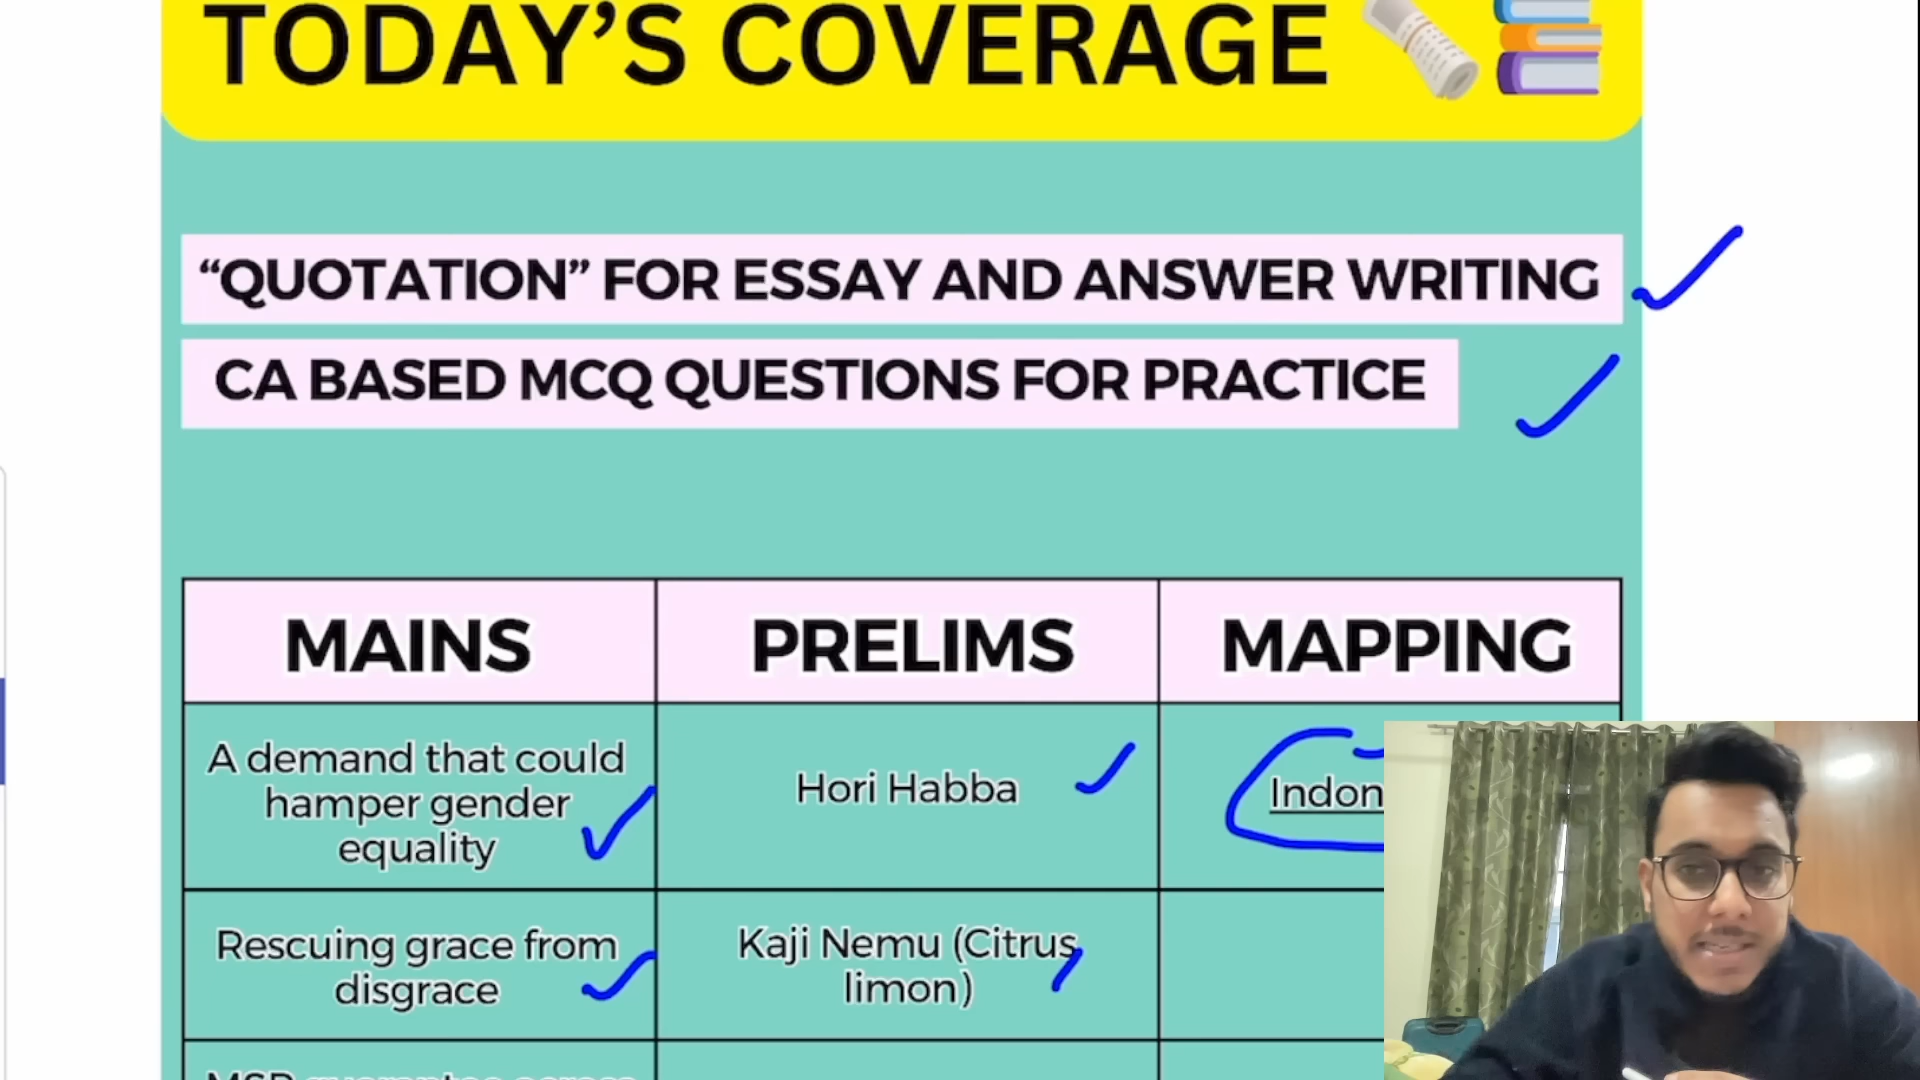 TODAY'S COVERAGE
“QUOTATION” FOR ESSAY AND ANSWER WRITING
CA BASED MCQ QUESTIONS FOR PRACTICE
MAINS
PRELIMS
MAPPING
A demand that could
hamper gender
equality
Hori Habba
Indon
Rescuing grace from
disgrace
Kaji Nemu (Citrus
limon)